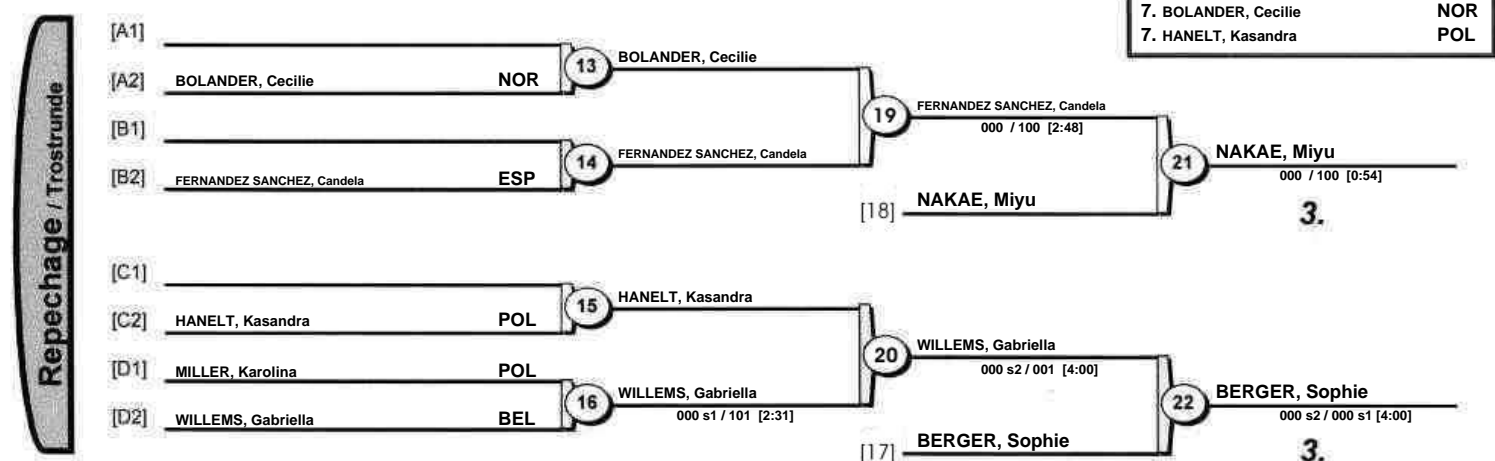 7. BOLANDER, Cecilie NOR
7. HANELT, Kasandra POL
Repechage / Trostrunde
[A1]
[A2] BOLANDER, Cecilie NOR
13 BOLANDER, Cecilie
[B1]
[B2] FERNANDEZ SANCHEZ, Candela ESP
14 FERNANDEZ SANCHEZ, Candela
19 FERNANDEZ SANCHEZ, Candela
000 / 100 [2:48]
[18] NAKAE, Miyu
21 NAKAE, Miyu
000 / 100 [0:54]
3.
[C1]
[C2] HANELT, Kasandra POL
15 HANELT, Kasandra
[D1] MILLER, Karolina POL
[D2] WILLEMS, Gabriella BEL
16 WILLEMS, Gabriella
000 s1 / 101 [2:31]
20 WILLEMS, Gabriella
000 s2 / 001 [4:00]
[17] BERGER, Sophie
22 BERGER, Sophie
000 s2 / 000 s1 [4:00]
3.